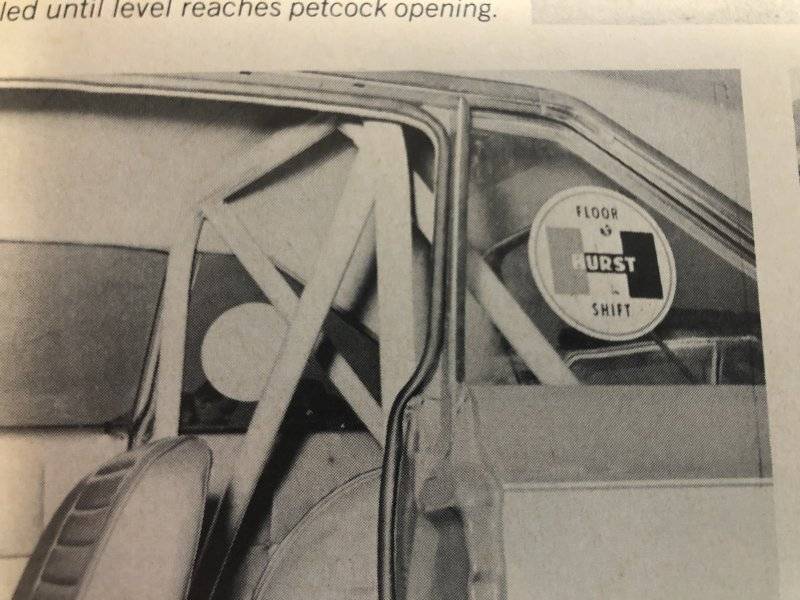 led until level reaches petcock opening.
FLOOR
HURST
SHIFT